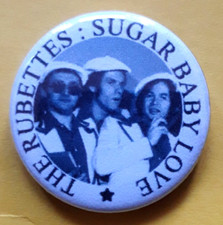 THE RUBETTES : SUGAR BABY LOVE